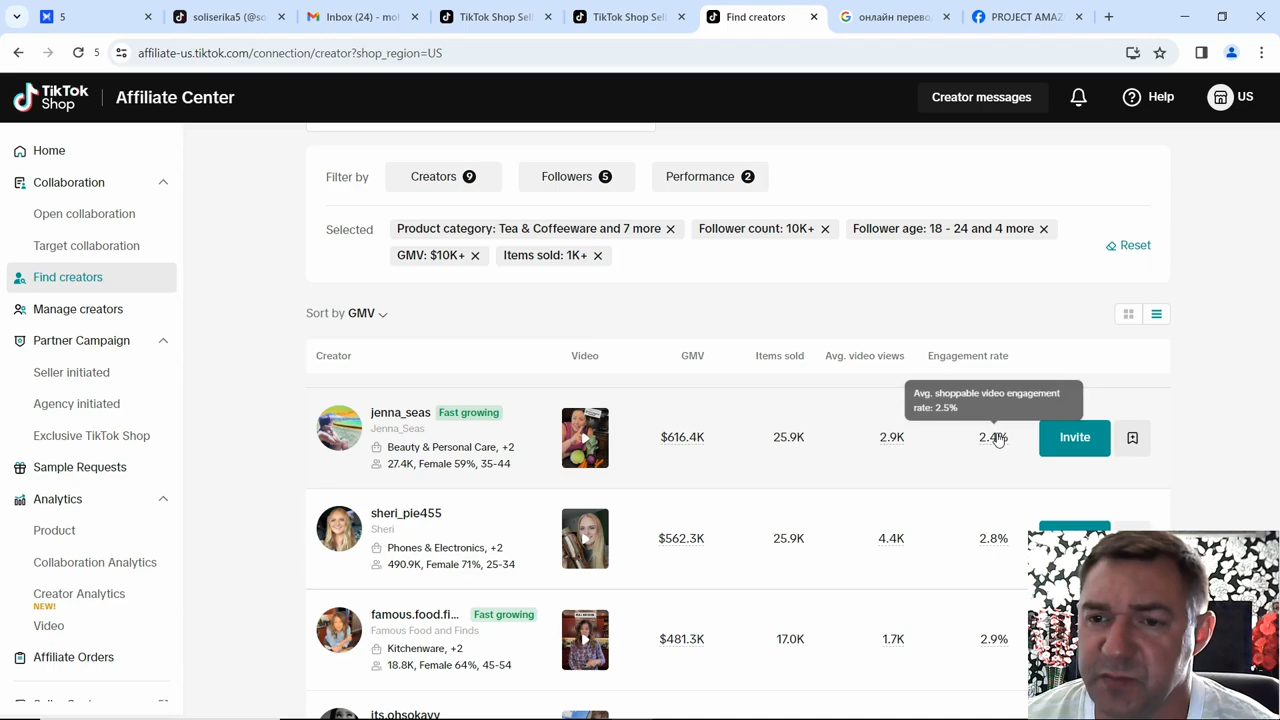 5
soliserika5 (@so
Inbox (24) - mo
TikTok Shop Sel
TikTok Shop Sel
Find creators
онлайн перево
PROJECT AMAZ
5
affiliate-us.tiktok.com/connection/creator?shop_region=US
TikTok
Shop
Affiliate Center
Creator messages
Help
US
Home
Collaboration
Open collaboration
Target collaboration
Find creators
Manage creators
Partner Campaign
Seller initiated
Agency initiated
Exclusive TikTok Shop
Sample Requests
Analytics
Product
Collaboration Analytics
Creator Analytics
NEW!
Video
Affiliate Orders
Filter by
Creators 9
Followers 5
Performance 2
Selected
Product category: Tea & Coffeeware and 7 more
Follower count: 10K+
Follower age: 18 - 24 and 4 more
GMV: $10K+
Items sold: 1K+
Reset
Sort by GMV
Creator
Video
GMV
Items sold
Avg. video views
Engagement rate
Avg. shoppable video engagement
rate: 2.5%
jenna_seas
Fast growing
Jenna_Seas
Beauty & Personal Care, +2
27.4K, Female 59%, 35-44
$616.4K
25.9K
2.9K
2.4%
Invite
sheri_pie455
Sheri
Phones & Electronics, +2
490.9K, Female 71%, 25-34
$562.3K
25.9K
4.4K
2.8%
famous.food.fi...
Fast growing
Famous Food and Finds
Kitchenware, +2
18.8K, Female 64%, 45-54
$481.3K
17.0K
1.7K
2.9%
its.ohsokayy